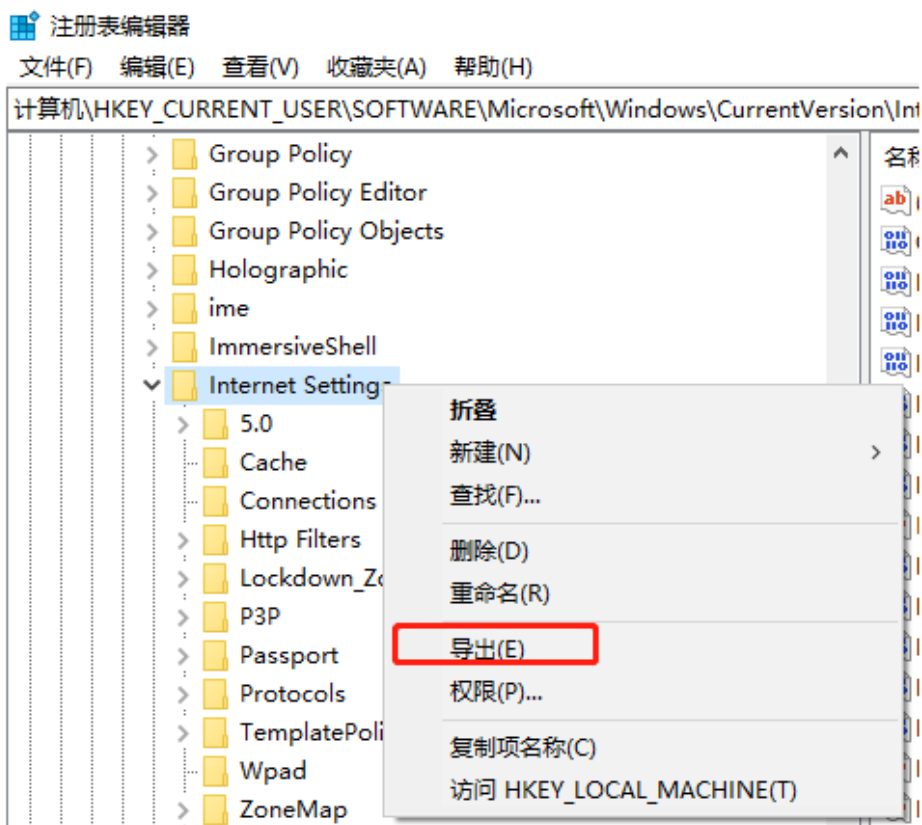 注册表编辑器
文件(F) 编辑(E) 查看(V) 收藏夹(A) 帮助(H)
计算机\HKEY_CURRENT_USER\SOFTWARE\Microsoft\Windows\CurrentVersion\Int
Group Policy
Group Policy Editor
Group Policy Objects
Holographic
ime
ImmersiveShell
Internet Settings
5.0
Cache
Connections
Http Filters
Lockdown_Zo
P3P
Passport
Protocols
TemplatePoli
Wpad
ZoneMap
名称
折叠
新建(N)
查找(F)...
删除(D)
重命名(R)
导出(E)
权限(P)...
复制项名称(C)
访问 HKEY_LOCAL_MACHINE(T)